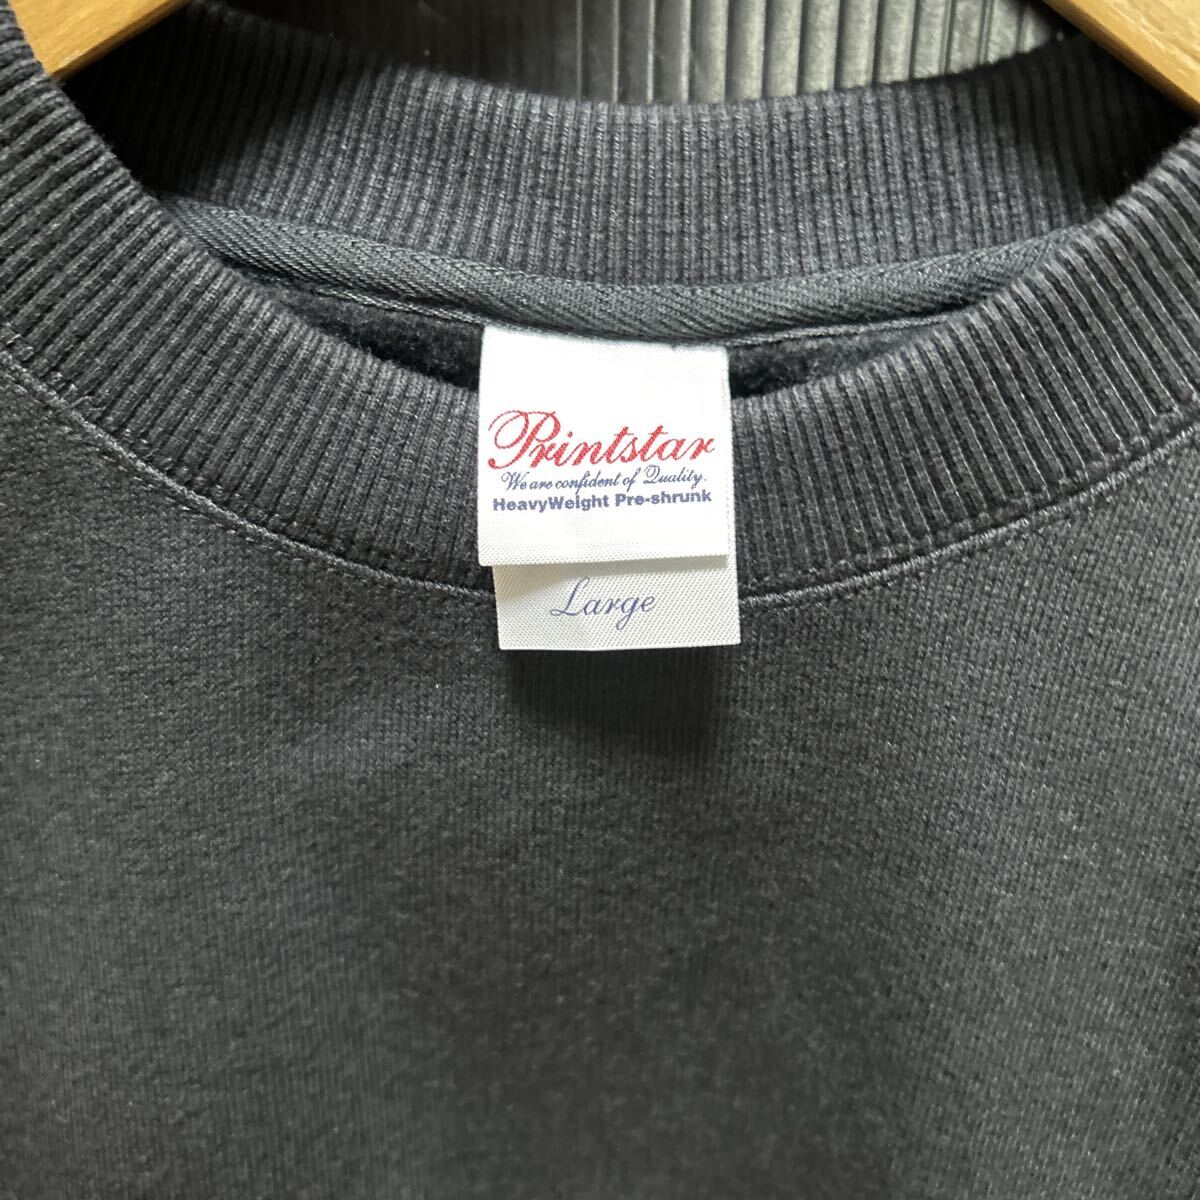 Printstar
We are confident of Quality.
HeavyWeight Pre-shrunk
Large